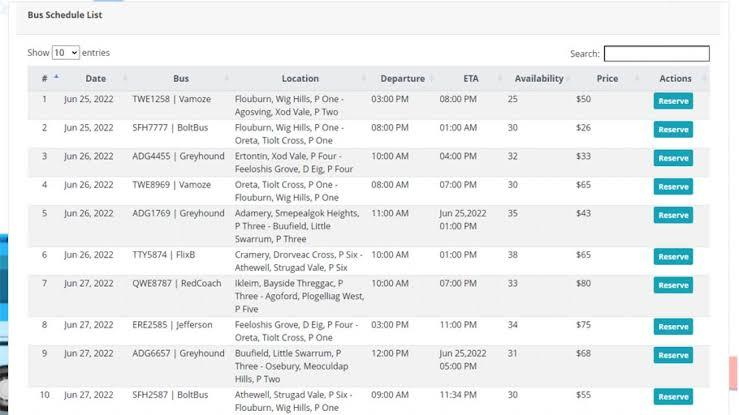 Bus Schedule List
Show 10 entries
Search:
# Date Bus Location Departure ETA Availability Price Actions
1 Jun 25, 2022 TWE1258 | Vamoze Flouburn, Wig Hills, P One - 03:00 PM 08:00 PM 25 $50 Reserve
Agosving, Xod Vale, P Two
2 Jun 25, 2022 SFH7777 | BoltBus Flouburn, Wig Hills, P One - 08:00 PM 01:00 AM 30 $26 Reserve
Oreta, Tiolt Cross, P One
3 Jun 26, 2022 ADG4455 | Greyhound Ertontin, Xod Vale, P Four - 10:00 AM 04:00 PM 32 $33 Reserve
Feeloshis Grove, D Eig, P Four
4 Jun 26, 2022 TWE8969 | Vamoze Oreta, Tiolt Cross, P One - 08:00 AM 07:00 PM 30 $65 Reserve
Flouburn, Wig Hills, P One
5 Jun 26, 2022 ADG1769 | Greyhound Adamery, Smepealgok Heights, 11:00 AM Jun 25,2022 35 $43 Reserve
P Three - Buufield, Little 01:00 PM
Swarrum, P Three
6 Jun 26, 2022 TTY5874 | FlixB Cramery, Drorveac Cross, P Six - 10:00 AM 01:00 PM 38 $65 Reserve
Athewell, Strugad Vale, P Six
7 Jun 27, 2022 QWE8787 | RedCoach Ikleim, Bayside Threggac, P 10:00 AM 07:00 PM 33 $80 Reserve
Three - Agoford, Plogelliag West,
P Five
8 Jun 27, 2022 ERE2585 | Jefferson Feeloshis Grove, D Eig, P Four - 03:00 PM 11:00 PM 34 $75 Reserve
Oreta, Tiolt Cross, P One
9 Jun 27, 2022 ADG6657 | Greyhound Buufield, Little Swarrum, P 12:00 PM Jun 25,2022 31 $68 Reserve
Three - Osebury, Meoculdap 05:00 PM
Hills, P Two
10 Jun 27, 2022 SFH2587 | BoltBus Athewell, Strugad Vale, P Six - 09:00 AM 11:34 PM 30 $55 Reserve
Flouburn, Wig Hills, P One